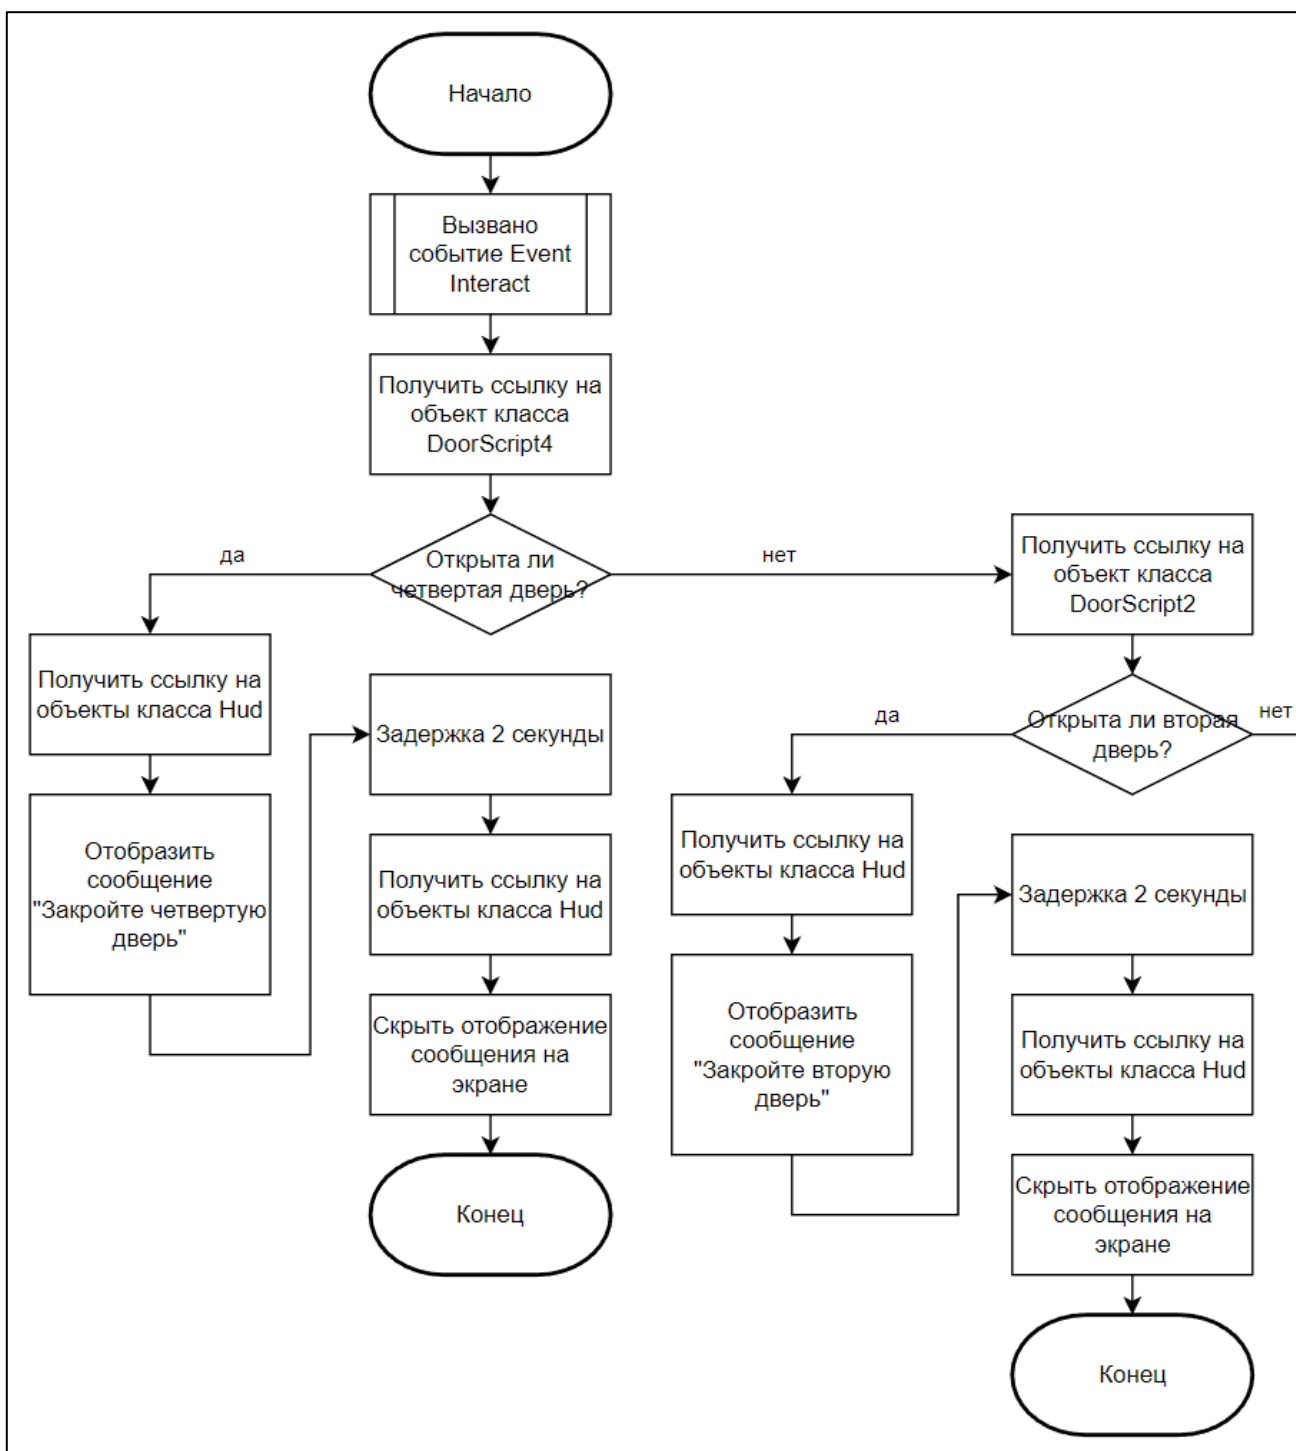 Начало
Вызвано
событие Event
Interact
Получить ссылку на
объект класса
DoorScript4
Открыта ли
четвертая дверь?
да
нет
Получить ссылку на
объекты класса Hud
Отобразить
сообщение
"Закройте четвертую
дверь"
Задержка 2 секунды
Получить ссылку на
объекты класса Hud
Скрыть отображение
сообщения на
экране
Конец
Получить ссылку на
объект класса
DoorScript2
Открыта ли вторая
дверь?
да
нет
Получить ссылку на
объекты класса Hud
Отобразить
сообщение
"Закройте вторую
дверь"
Задержка 2 секунды
Получить ссылку на
объекты класса Hud
Скрыть отображение
сообщения на
экране
Конец